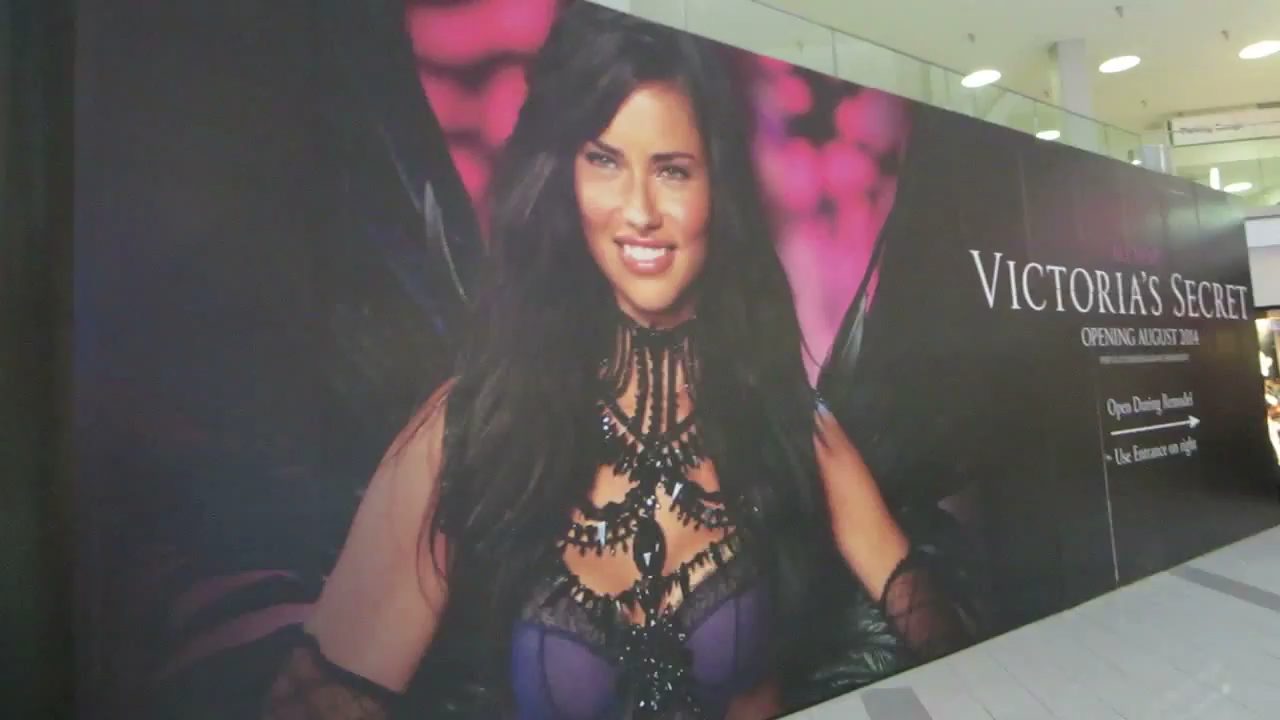 VICTORIA'S SECRET
OPENING AUGUST 2014
Open During Remodel
Use Entrance on right